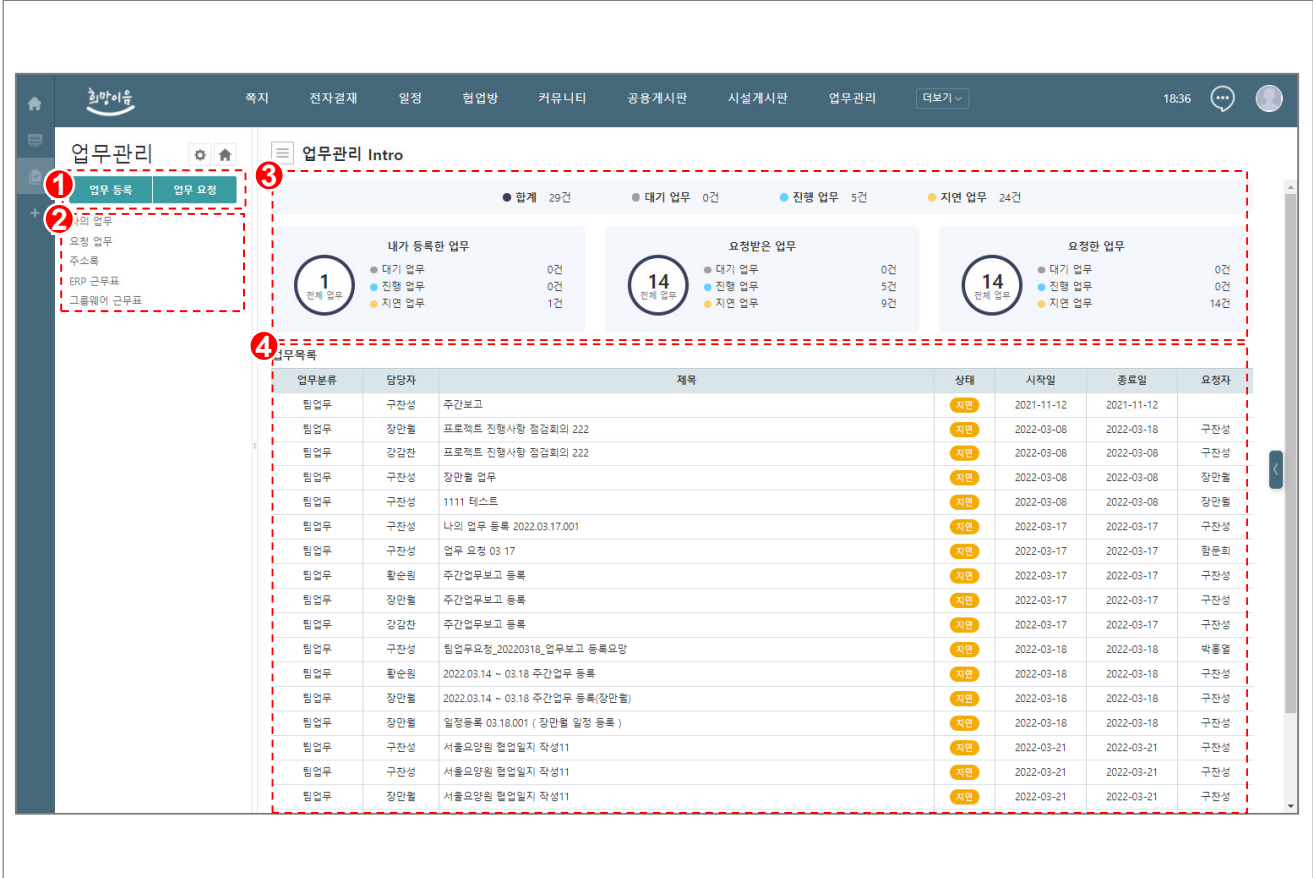 희망이음 쪽지 전자결재 일정 협업방 커뮤니티 공용게시판 시설게시판 업무관리 더보기 18:36
업무관리
업무관리 Intro
1 업무 등록 업무 요청
2 나의 업무
요청 업무
주소록
ERP 근무표
그룹웨어 근무표
3
합계 29건 대기 업무 0건 진행 업무 5건 지연 업무 24건
내가 등록한 업무
1 전체 업무
대기 업무 0건
진행 업무 0건
지연 업무 1건
요청받은 업무
14 전체 업무
대기 업무 0건
진행 업무 5건
지연 업무 9건
요청한 업무
14 전체 업무
대기 업무 0건
진행 업무 0건
지연 업무 14건
4 업무목록
업무분류 담당자 제목 상태 시작일 종료일 요청자
팀업무 구찬성 주간보고 지연 2021-11-12 2021-11-12
팀업무 장만월 프로젝트 진행사항 점검회의 222 지연 2022-03-08 2022-03-18 구찬성
팀업무 강감찬 프로젝트 진행사항 점검회의 222 지연 2022-03-08 2022-03-08 구찬성
팀업무 구찬성 장만월 업무 지연 2022-03-08 2022-03-08 장만월
팀업무 구찬성 1111 테스트 지연 2022-03-08 2022-03-08 장만월
팀업무 구찬성 나의 업무 등록 2022.03.17.001 지연 2022-03-17 2022-03-17 구찬성
팀업무 구찬성 업무 요청 03 17 지연 2022-03-17 2022-03-17 함문희
팀업무 황순원 주간업무보고 등록 지연 2022-03-17 2022-03-17 구찬성
팀업무 장만월 주간업무보고 등록 지연 2022-03-17 2022-03-17 구찬성
팀업무 강감찬 주간업무보고 등록 지연 2022-03-17 2022-03-17 구찬성
팀업무 구찬성 팀업무요청_20220318_업무보고 등록요망 지연 2022-03-18 2022-03-18 박홍열
팀업무 황순원 2022.03.14 ~ 03.18 주간업무 등록 지연 2022-03-18 2022-03-18 구찬성
팀업무 장만월 2022.03.14 ~ 03.18 주간업무 등록(장만월) 지연 2022-03-18 2022-03-18 구찬성
팀업무 장만월 일정등록 03.18.001 ( 장만월 일정 등록 ) 지연 2022-03-18 2022-03-18 구찬성
팀업무 구찬성 서울요양원 협업일지 작성11 지연 2022-03-21 2022-03-21 구찬성
팀업무 구찬성 서울요양원 협업일지 작성11 지연 2022-03-21 2022-03-21 구찬성
팀업무 장만월 서울요양원 협업일지 작성11 지연 2022-03-21 2022-03-21 구찬성